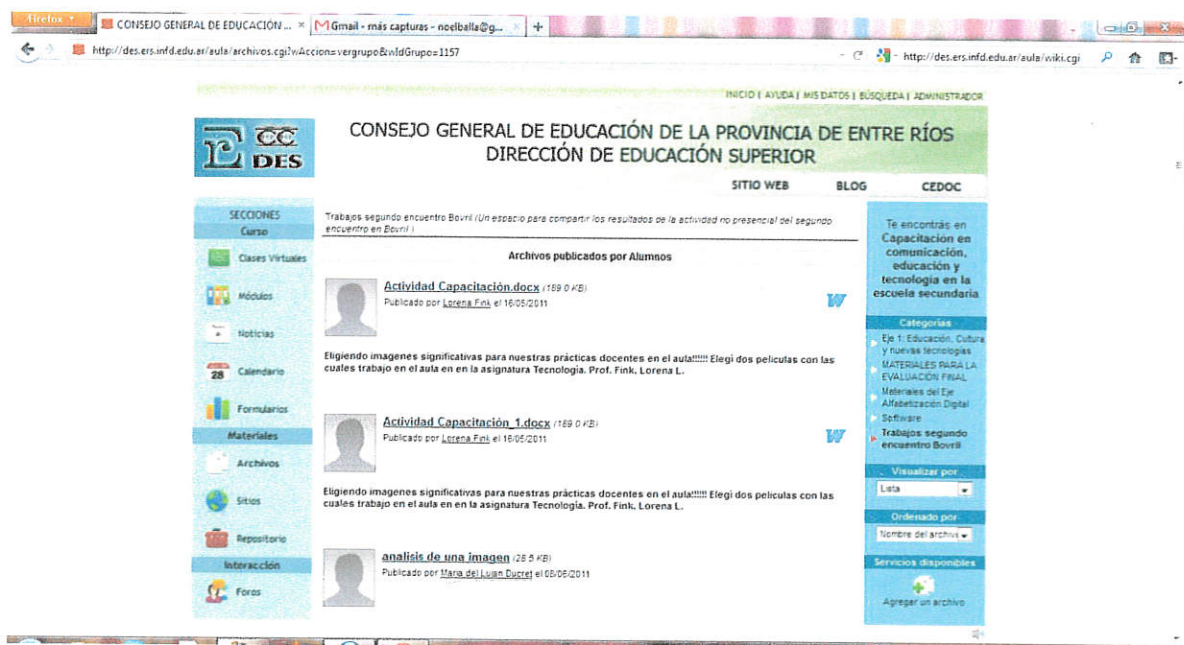 Firefox
CONSEJO GENERAL DE EDUCACIÓN ... ×
Gmail - más capturas - noelballa@g... ×
+
http://des.ers.infd.edu.ar/aula/archivos.cgi?wAccion=vergrupo&wIdGrupo=1157
http://des.ers.infd.edu.ar/aula/wiki.cgi
INICIO | AYUDA | MIS DATOS | BÚSQUEDA | ADMINISTRADOR
CC
DES
CONSEJO GENERAL DE EDUCACIÓN DE LA PROVINCIA DE ENTRE RÍOS
DIRECCIÓN DE EDUCACIÓN SUPERIOR
SITIO WEB BLOG CEDOC
SECCIONES
Curso
Clases Virtuales
Módulos
Noticias
28
Calendario
Formularios
Materiales
Archivos
Sitios
Repositorio
Interacción
Foros
Trabajos segundo encuentro Bovril (Un espacio para compartir los resultados de la actividad no presencial del segundo
encuentro en Bovril )
Archivos publicados por Alumnos
Actividad Capacitación.docx (189.0 KB)
Publicado por Lorena Fink el 16/05/2011
W
Eligiendo imagenes significativas para nuestras prácticas docentes en el aula!!!!!! Elegi dos peliculas con las
cuales trabajo en el aula en en la asignatura Tecnología. Prof. Fink, Lorena L.
Actividad Capacitación_1.docx (189.0 KB)
Publicado por Lorena Fink el 16/05/2011
W
Eligiendo imagenes significativas para nuestras prácticas docentes en el aula!!!!!! Elegi dos peliculas con las
cuales trabajo en el aula en en la asignatura Tecnología. Prof. Fink, Lorena L.
analisis de una imagen (28.5 KB)
Publicado por Maria del Lujan Ducret el 08/06/2011
Te encontrás en
Capacitación en
comunicación,
educación y
tecnología en la
escuela secundaria
Categorías
Eje 1: Educación, Cultura
y nuevas tecnologías
MATERIALES PARA LA
EVALUACIÓN FINAL
Materiales del Eje
Alfabetización Digital
Software
Trabajos segundo
encuentro Bovril
Visualizar por
Lista
Ordenado por
Nombre del archivo
Servicios disponibles
Agregar un archivo